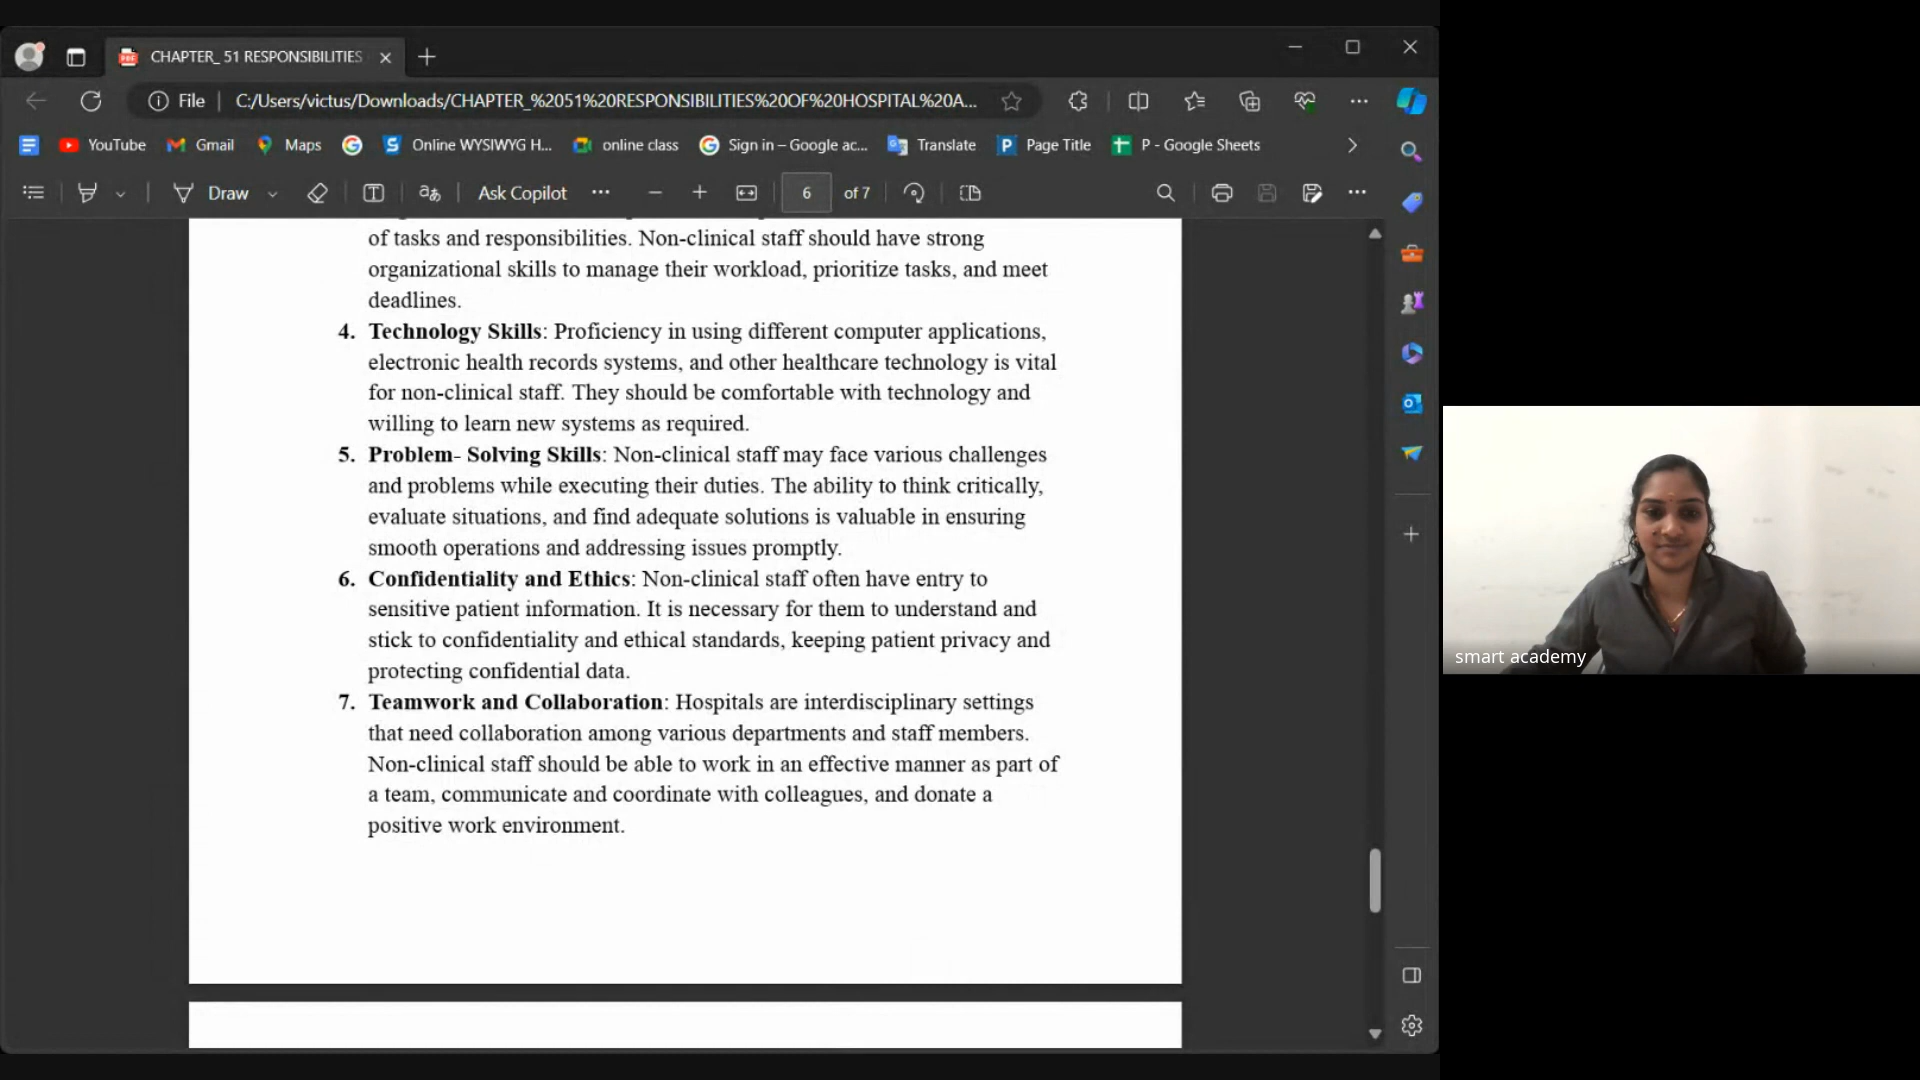 CHAPTER_ 51 RESPONSIBILITIES
File
C:/Users/victus/Downloads/CHAPTER_%2051%20RESPONSIBILITIES%20OF%20HOSPITAL%20A...
YouTube Gmail Maps Online WYSIWYG H... online class Sign in – Google ac... Translate Page Title P - Google Sheets
Draw Ask Copilot 6 of 7
of tasks and responsibilities. Non-clinical staff should have strong
organizational skills to manage their workload, prioritize tasks, and meet
deadlines.
4. Technology Skills: Proficiency in using different computer applications,
electronic health records systems, and other healthcare technology is vital
for non-clinical staff. They should be comfortable with technology and
willing to learn new systems as required.
5. Problem- Solving Skills: Non-clinical staff may face various challenges
and problems while executing their duties. The ability to think critically,
evaluate situations, and find adequate solutions is valuable in ensuring
smooth operations and addressing issues promptly.
6. Confidentiality and Ethics: Non-clinical staff often have entry to
sensitive patient information. It is necessary for them to understand and
stick to confidentiality and ethical standards, keeping patient privacy and
protecting confidential data.
7. Teamwork and Collaboration: Hospitals are interdisciplinary settings
that need collaboration among various departments and staff members.
Non-clinical staff should be able to work in an effective manner as part of
a team, communicate and coordinate with colleagues, and donate a
positive work environment.
smart academy